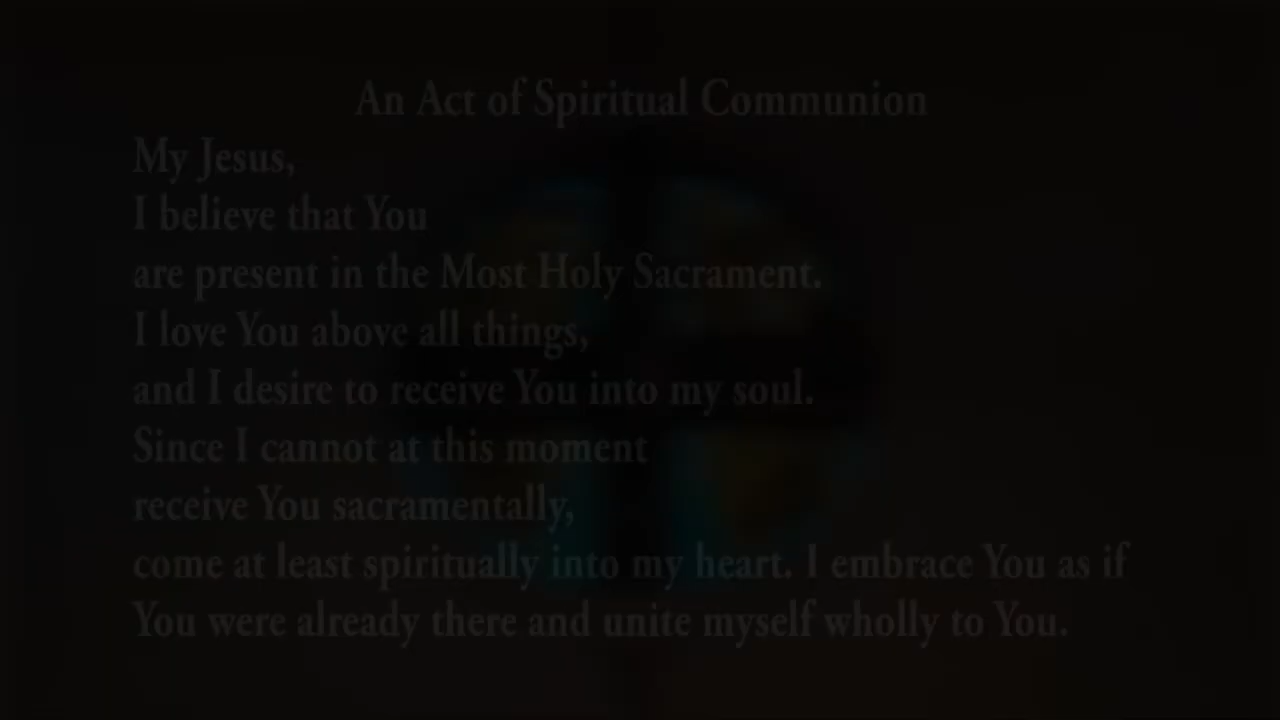 An Act of Spiritual Communion
My Jesus,
I believe that You
are present in the Most Holy Sacrament.
I love You above all things,
and I desire to receive You into my soul.
Since I cannot at this moment
receive You sacramentally,
come at least spiritually into my heart. I embrace You as if
You were already there and unite myself wholly to You.